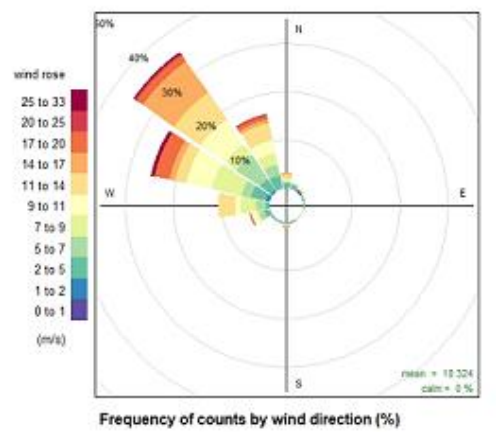 50%
N
40%
wind rose
30%
25 to 33
20 to 25
20%
17 to 20
14 to 17
10%
11 to 14
W
E
9 to 11
7 to 9
5 to 7
2 to 5
1 to 2
0 to 1
(m/s)
mean = 10.324
calm = 0 %
S
Frequency of counts by wind direction (%)